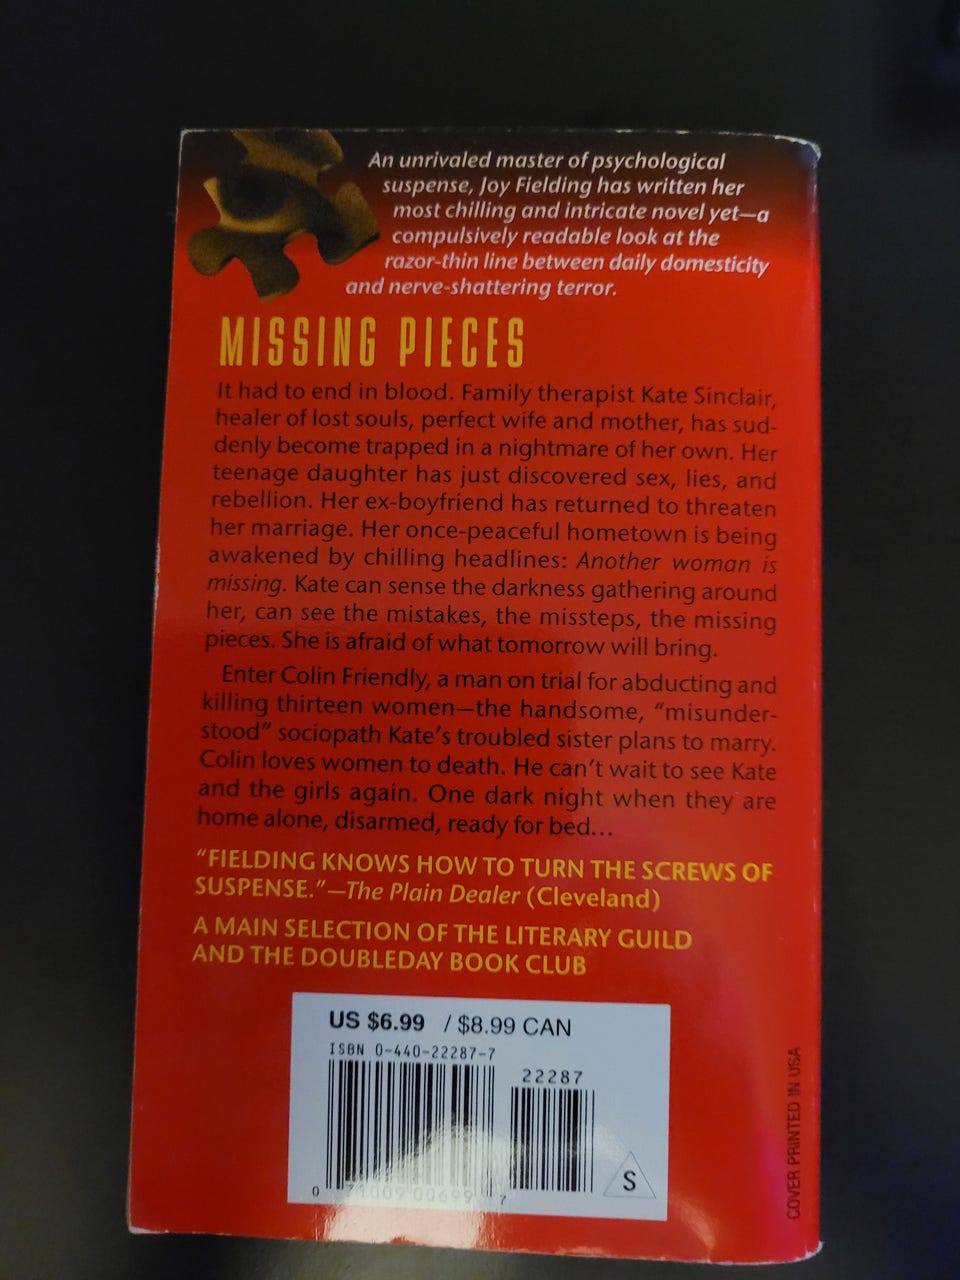 An unrivaled master of psychological
suspense, Joy Fielding has written her
most chilling and intricate novel yet—a
compulsively readable look at the
razor-thin line between daily domesticity
and nerve-shattering terror.
MISSING PIECES
It had to end in blood. Family therapist Kate Sinclair,
healer of lost souls, perfect wife and mother, has sud-
denly become trapped in a nightmare of her own. Her
teenage daughter has just discovered sex, lies, and
rebellion. Her ex-boyfriend has returned to threaten
her marriage. Her once-peaceful hometown is being
awakened by chilling headlines: Another woman is
missing. Kate can sense the darkness gathering around
her, can see the mistakes, the missteps, the missing
pieces. She is afraid of what tomorrow will bring.
Enter Colin Friendly, a man on trial for abducting and
killing thirteen women—the handsome, “misunder-
stood” sociopath Kate's troubled sister plans to marry.
Colin loves women to death. He can't wait to see Kate
and the girls again. One dark night when they are
home alone, disarmed, ready for bed...
“FIELDING KNOWS HOW TO TURN THE SCREWS OF
SUSPENSE.”—The Plain Dealer (Cleveland)
A MAIN SELECTION OF THE LITERARY GUILD
AND THE DOUBLEDAY BOOK CLUB
US $6.99 / $8.99 CAN
ISBN 0-440-22287-7
22287
0 71009 00699 7
S
COVER PRINTED IN USA